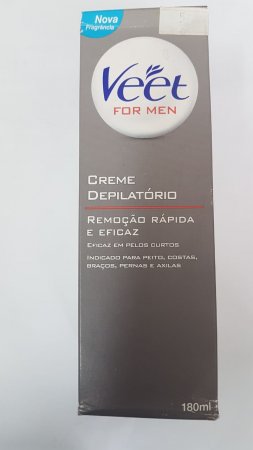 Nova
Fragrância
Veet
FOR MEN
CREME
DEPILATÓRIO
REMOÇÃO RÁPIDA
E EFICAZ
EFICAZ EM PELOS CURTOS
INDICADO PARA PEITO, COSTAS,
BRAÇOS, PERNAS E AXILAS
180ml